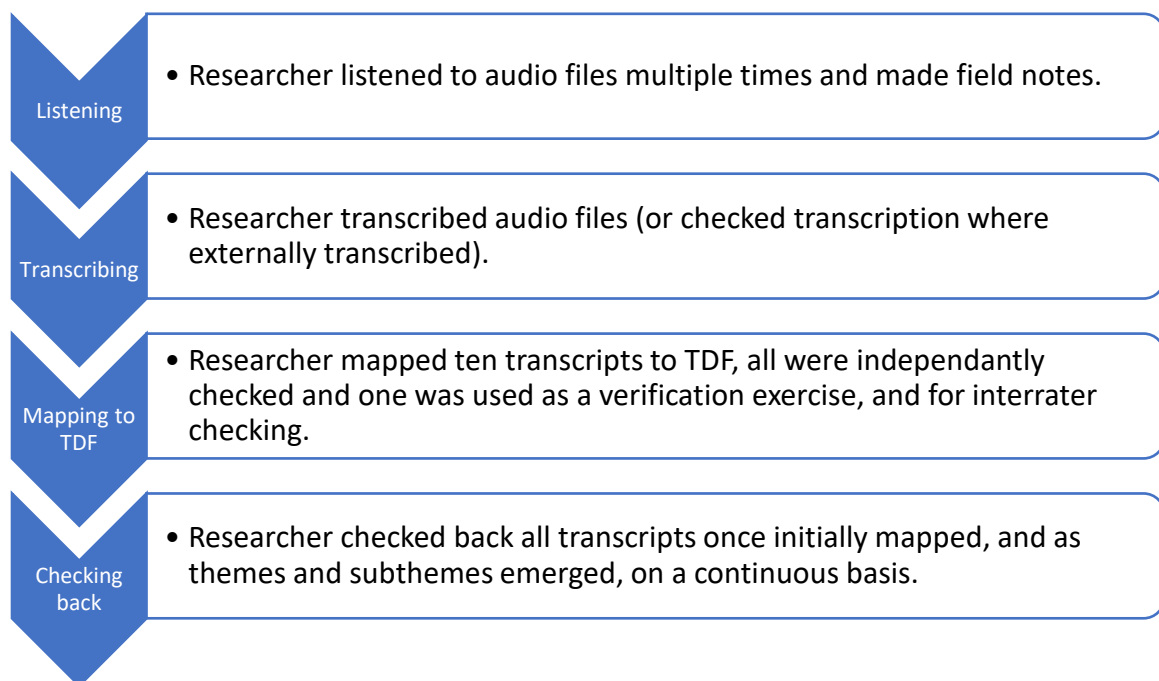 Listening
• Researcher listened to audio files multiple times and made field notes.
Transcribing
• Researcher transcribed audio files (or checked transcription where
externally transcribed).
Mapping to
TDF
• Researcher mapped ten transcripts to TDF, all were independantly
checked and one was used as a verification exercise, and for interrater
checking.
Checking
back
• Researcher checked back all transcripts once initially mapped, and as
themes and subthemes emerged, on a continuous basis.